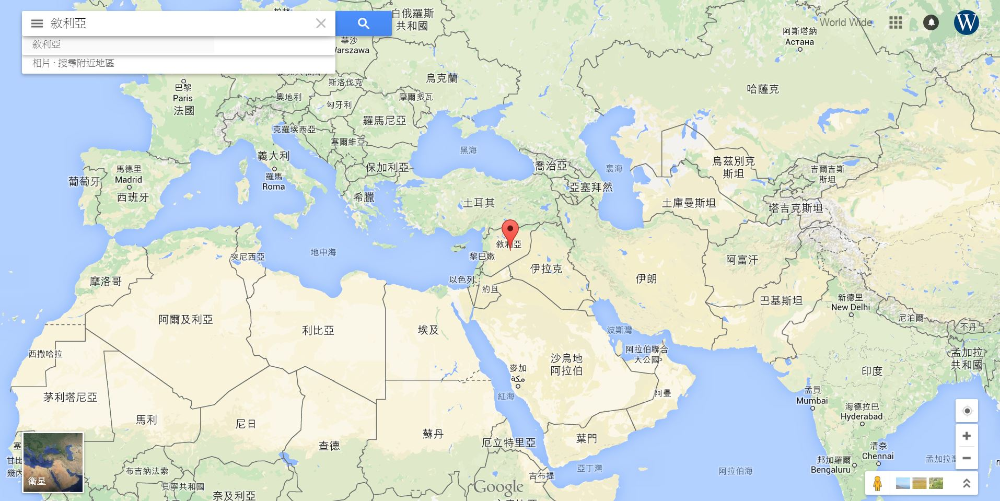 敘利亞
敘利亞
相片 · 搜尋附近地區
World Wide
W
白俄羅斯
共和國
華沙
Warszawa
阿斯塔納
Астана
斯洛伐克
烏克蘭
巴黎
Paris
法國
奧地利
匈牙利
摩爾多瓦
哈薩克
羅馬尼亞
克羅埃西亞
塞爾維亞
黑海
義大利
羅馬
Roma
保加利亞
喬治亞
裏海
烏茲別克
斯坦
吉爾吉斯
斯坦
葡萄牙
馬德里
Madrid
西班牙
希臘
土耳其
亞塞拜然
土庫曼斯坦
塔吉克斯坦
敘利亞
地中海
突尼西亞
黎巴嫩
伊拉克
阿富汗
摩洛哥
以色列
約旦
伊朗
巴基斯坦
新德里
New Delhi
尼泊爾
不丹
阿爾及利亞
利比亞
埃及
波斯灣
西撒哈拉
阿拉伯聯合
大公國
沙烏地
阿拉伯
麥加
مكة
孟加拉
共和國
印度
茅利塔尼亞
紅海
阿曼
孟買
Mumbai
海德拉巴
Hyderabad
馬利
尼日
查德
蘇丹
厄立特里亞
葉門
清奈
Chennai
邦加羅爾
Bengaluru
塞
甘比
幾內
衛星
布吉納法索
貝寧共和國
奈及利亞
吉布提
亞丁灣
阿拉伯海
孟加拉灣
Google